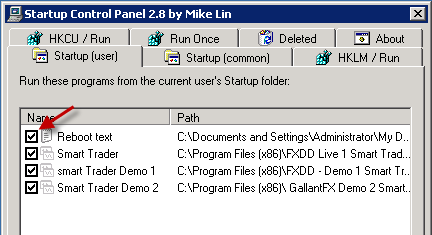 Startup Control Panel 2.8 by Mike Lin
HKCU / Run
Run Once
Deleted
About
Startup (user)
Startup (common)
HKLM / Run
Run these programs from the current user's Startup folder:
Name Path
Reboot text C:\Documents and Settings\Administrator\My D...
Smart Trader C:\Program Files (x86)\FXDD Live 1 Smart Trad...
smart Trader Demo 1 C:\Program Files (x86)\FXDD - Demo 1 Smart T...
Smart Trader Demo 2 C:\Program Files (x86)\ GallantFX Demo 2 Smart...